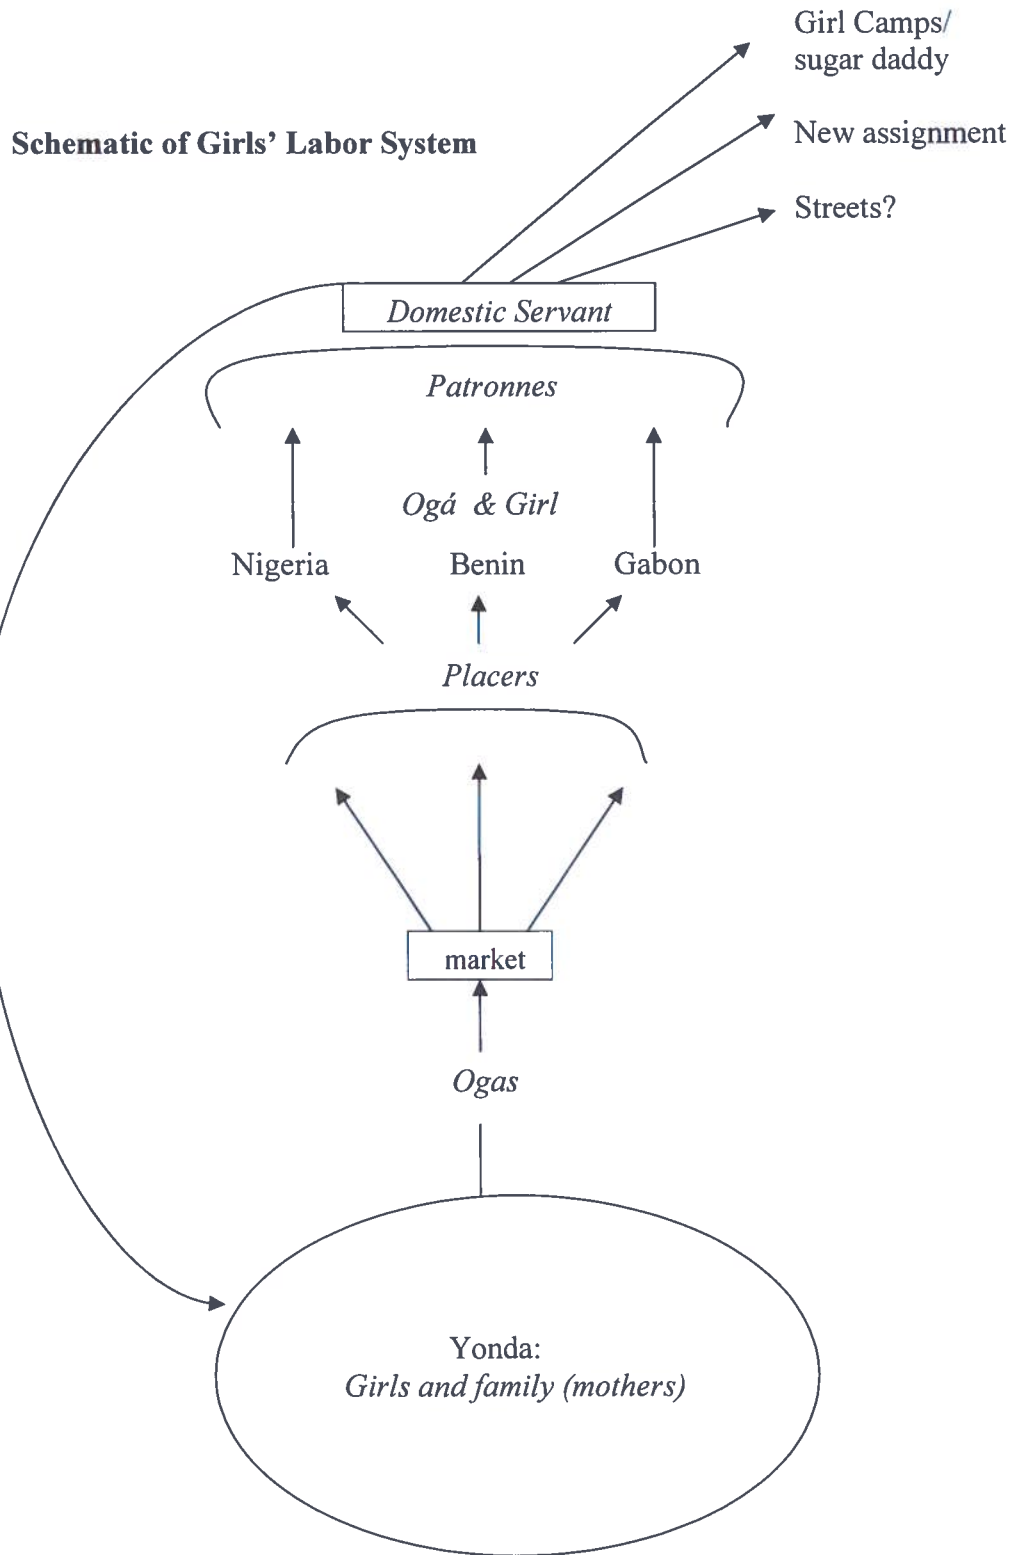 Girl Camps/
sugar daddy
Schematic of Girls' Labor System
New assignment
Streets?
Domestic Servant
Patronnes
Ogá & Girl
Nigeria Benin Gabon
Placers
market
Ogas
Yonda:
Girls and family (mothers)